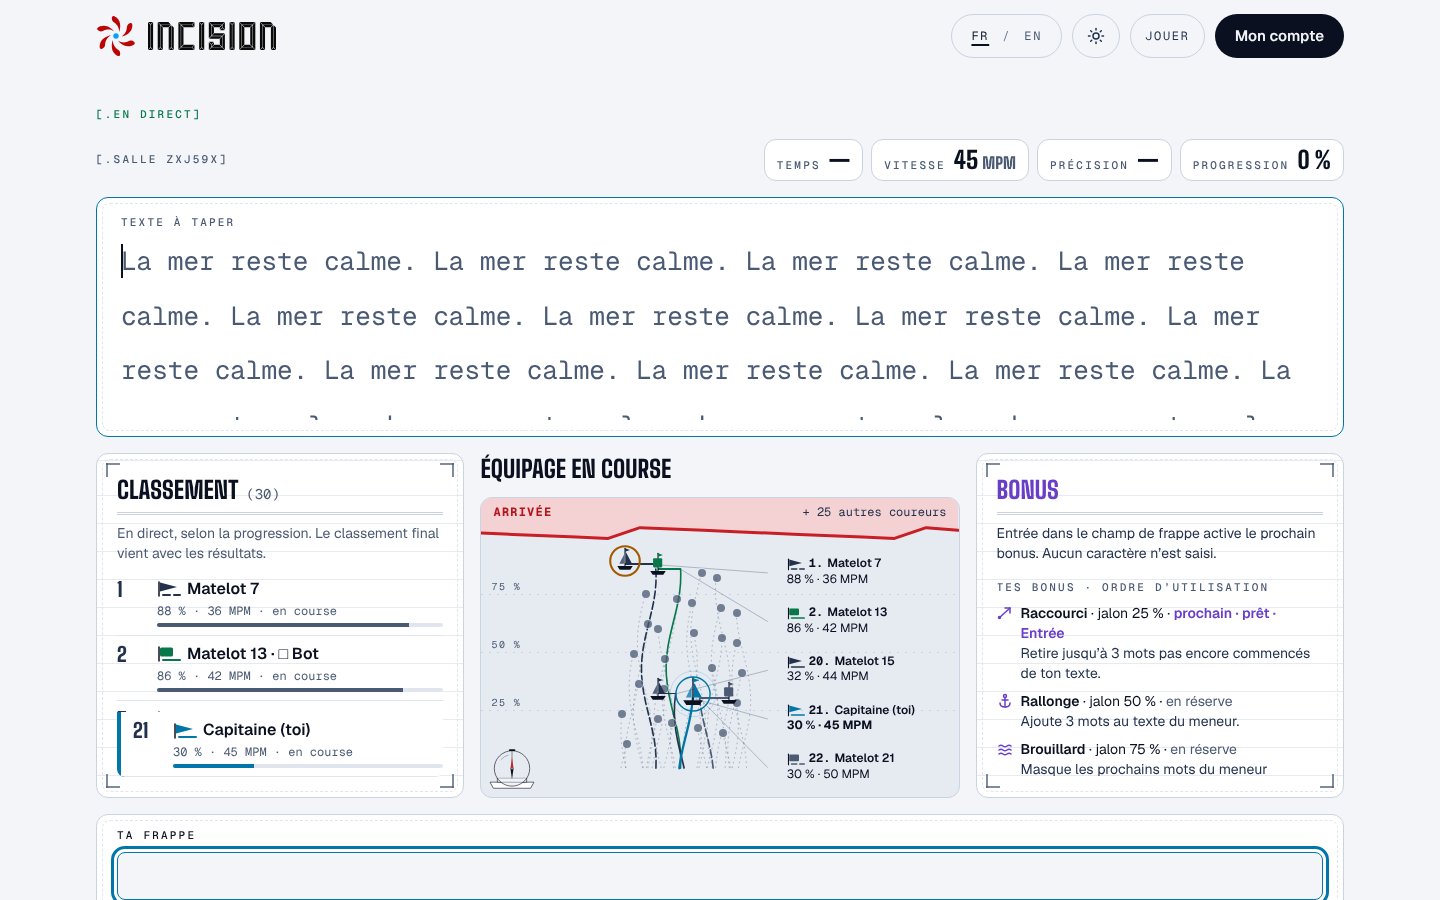 INCISION
FR / EN
JOUER
Mon compte
[.EN DIRECT]
[.SALLE ZXJ59X]
TEMPS —
VITESSE 45 MPM
PRÉCISION —
PROGRESSION 0 %
TEXTE À TAPER
La mer reste calme. La mer reste calme. La mer reste calme. La mer reste
calme. La mer reste calme. La mer reste calme. La mer reste calme. La mer
reste calme. La mer reste calme. La mer reste calme. La mer reste calme. La
CLASSEMENT (30)
En direct, selon la progression. Le classement final
vient avec les résultats.
1 Matelot 7
88 % · 36 MPM · en course
2 Matelot 13 · □ Bot
86 % · 42 MPM · en course
21 Capitaine (toi)
30 % · 45 MPM · en course
ÉQUIPAGE EN COURSE
ARRIVÉE
+ 25 autres coureurs
75 %
50 %
25 %
1. Matelot 7
88 % · 36 MPM
2. Matelot 13
86 % · 42 MPM
20. Matelot 15
32 % · 44 MPM
21. Capitaine (toi)
30 % · 45 MPM
22. Matelot 21
30 % · 50 MPM
BONUS
Entrée dans le champ de frappe active le prochain
bonus. Aucun caractère n’est saisi.
TES BONUS · ORDRE D’UTILISATION
Raccourci · jalon 25 % · prochain · prêt ·
Entrée
Retire jusqu’à 3 mots pas encore commencés
de ton texte.
Rallonge · jalon 50 % · en réserve
Ajoute 3 mots au texte du meneur.
Brouillard · jalon 75 % · en réserve
Masque les prochains mots du meneur
TA FRAPPE